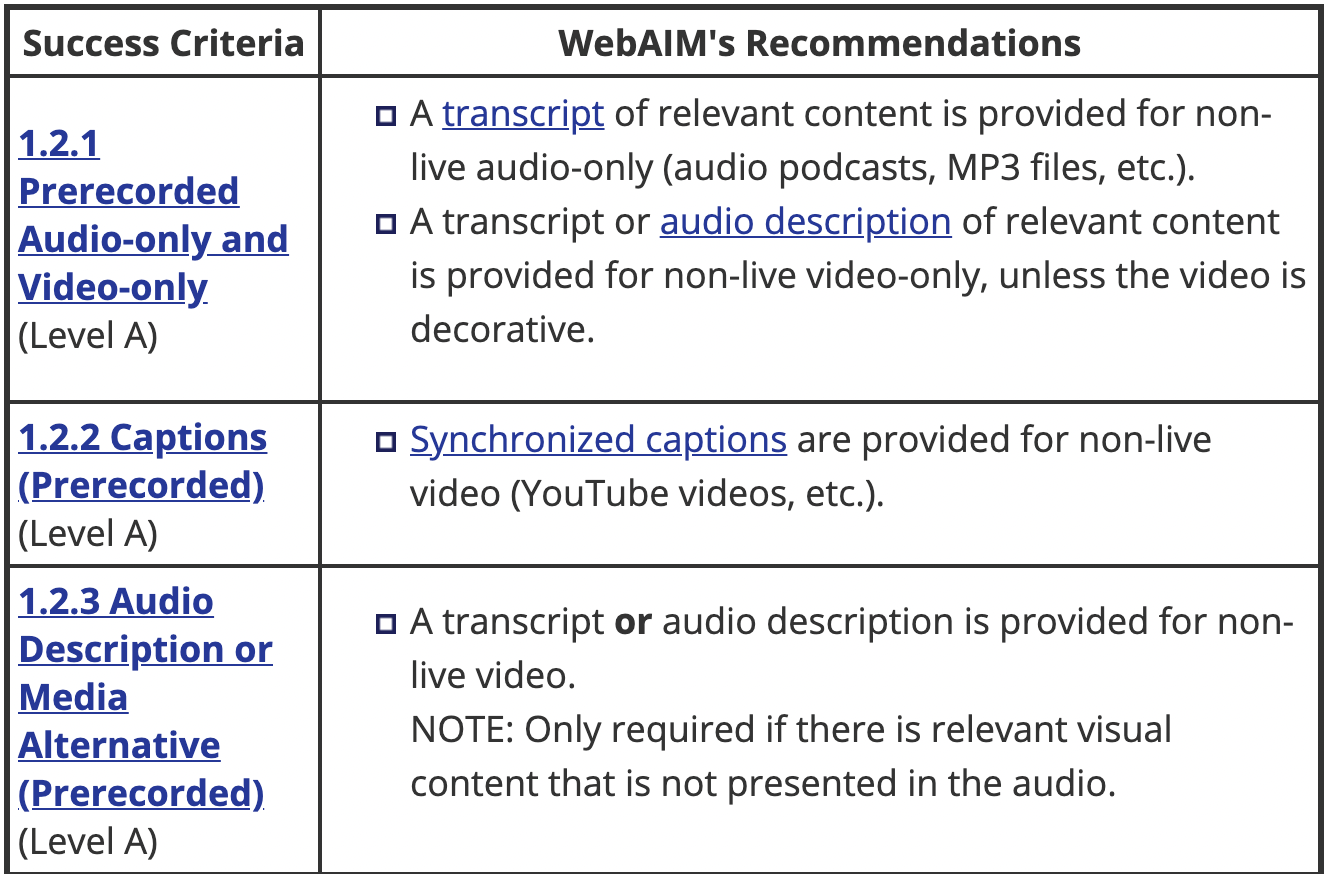 Success Criteria
WebAIM's Recommendations
1.2.1
Prerecorded
Audio-only and
Video-only
(Level A)
A transcript of relevant content is provided for non-
live audio-only (audio podcasts, MP3 files, etc.).
A transcript or audio description of relevant content
is provided for non-live video-only, unless the video is
decorative.
1.2.2 Captions
(Prerecorded)
(Level A)
Synchronized captions are provided for non-live
video (YouTube videos, etc.).
1.2.3 Audio
Description or
Media
Alternative
(Prerecorded)
(Level A)
A transcript or audio description is provided for non-
live video.
NOTE: Only required if there is relevant visual
content that is not presented in the audio.